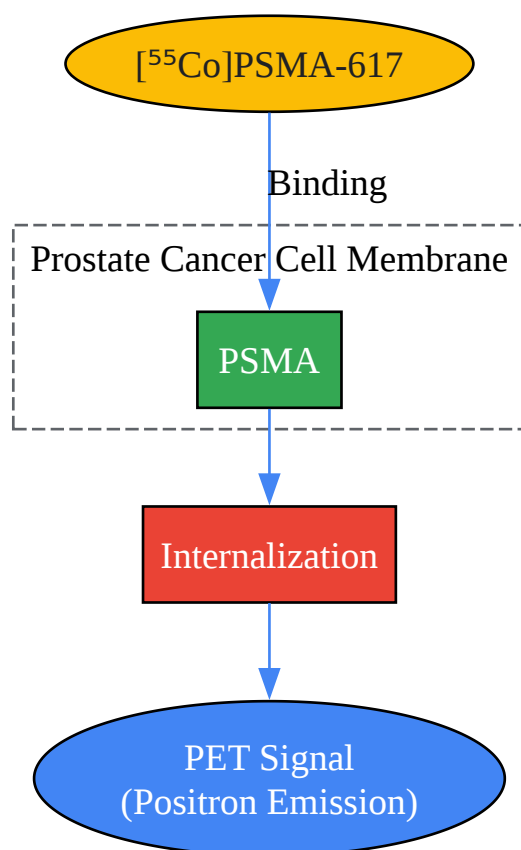 [⁵⁵Co]PSMA-617
Binding
Prostate Cancer Cell Membrane
PSMA
Internalization
PET Signal
(Positron Emission)